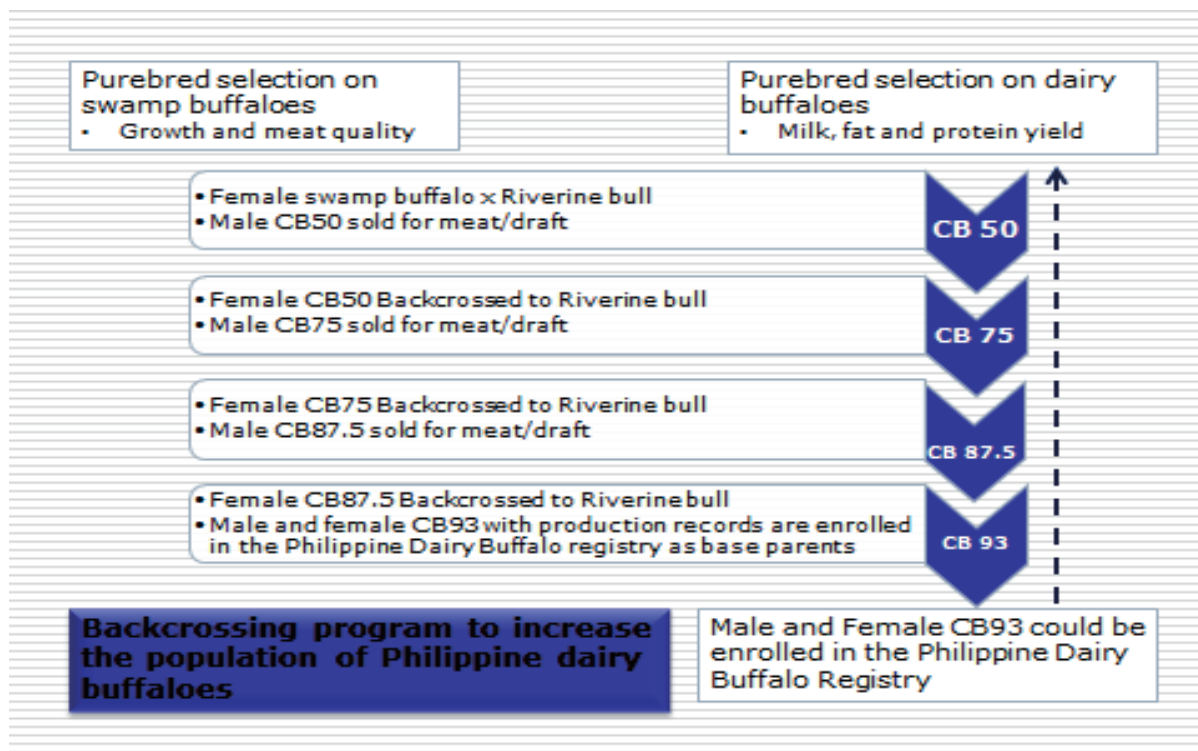 Purebred selection on
swamp buffaloes
• Growth and meat quality
Purebred selection on dairy
buffaloes
• Milk, fat and protein yield
• Female swamp buffalo x Riverine bull
• Male CB50 sold for meat/draft
CB 50
• Female CB50 Backcrossed to Riverine bull
• Male CB75 sold for meat/draft
CB 75
• Female CB75 Backcrossed to Riverine bull
• Male CB87.5 sold for meat/draft
CB 87.5
• Female CB87.5 Backcrossed to Riverine bull
• Male and female CB93 with production records are enrolled
in the Philippine Dairy Buffalo registry as base parents
CB 93
Backcrossing program to increase
the population of Philippine dairy
buffaloes
Male and Female CB93 could be
enrolled in the Philippine Dairy
Buffalo Registry